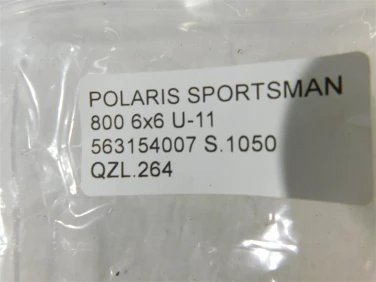 POLARIS SPORTSMAN
800 6x6 U-11
563154007 S.1050
QZL.264